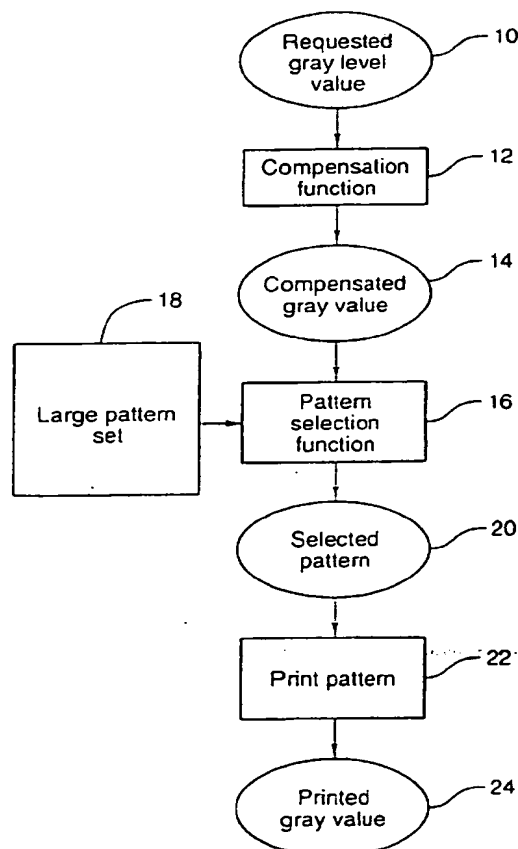 Requested
gray level
value
10
Compensation
function
12
Compensated
gray value
14
18
Large pattern
set
Pattern
selection
function
16
Selected
pattern
20
Print pattern
22
Printed
gray value
24